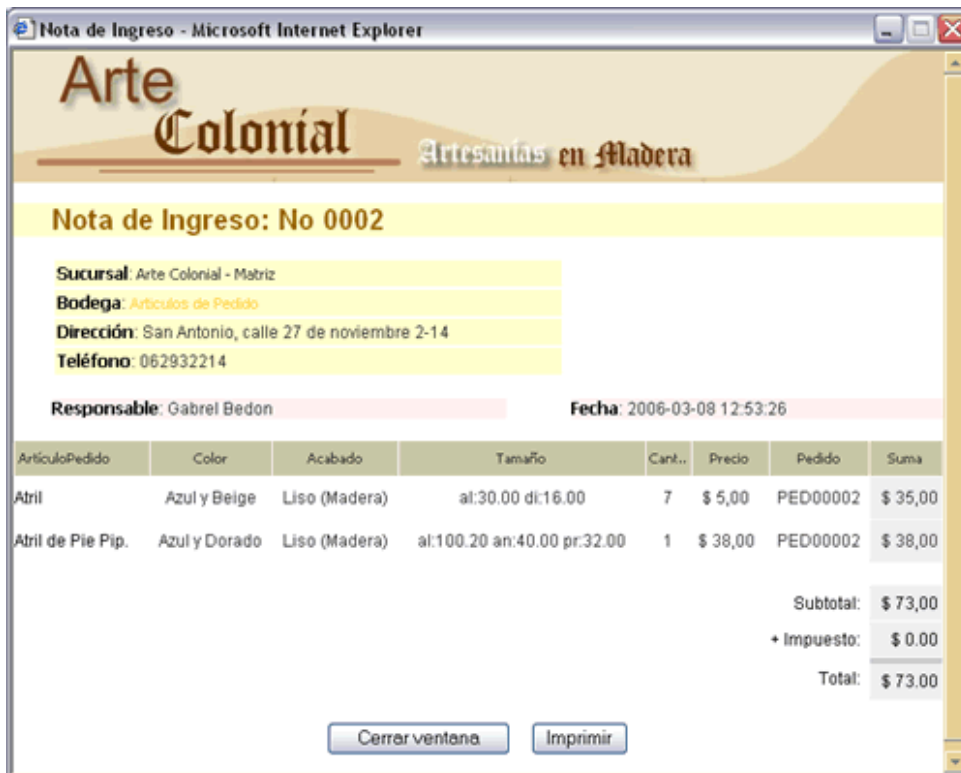 Nota de Ingreso - Microsoft Internet Explorer
Arte
Colonial
Artesanías en Madera
Nota de Ingreso: No 0002
Sucursal: Arte Colonial - Matriz
Bodega: Articulos de Pedido
Dirección: San Antonio, calle 27 de noviembre 2-14
Teléfono: 062932214
Responsable: Gabrel Bedon Fecha: 2006-03-08 12:53:26
ArtículoPedido Color Acabado Tamaño Cant.. Precio Pedido Suma
Atril Azul y Beige Liso (Madera) al:30.00 di:16.00 7 $ 5,00 PED00002 $ 35,00
Atril de Pie Pip. Azul y Dorado Liso (Madera) al:100.20 an:40.00 pr:32.00 1 $ 38,00 PED00002 $ 38,00
Subtotal: $ 73,00
+ Impuesto: $ 0.00
Total: $ 73.00
Cerrar ventana Imprimir